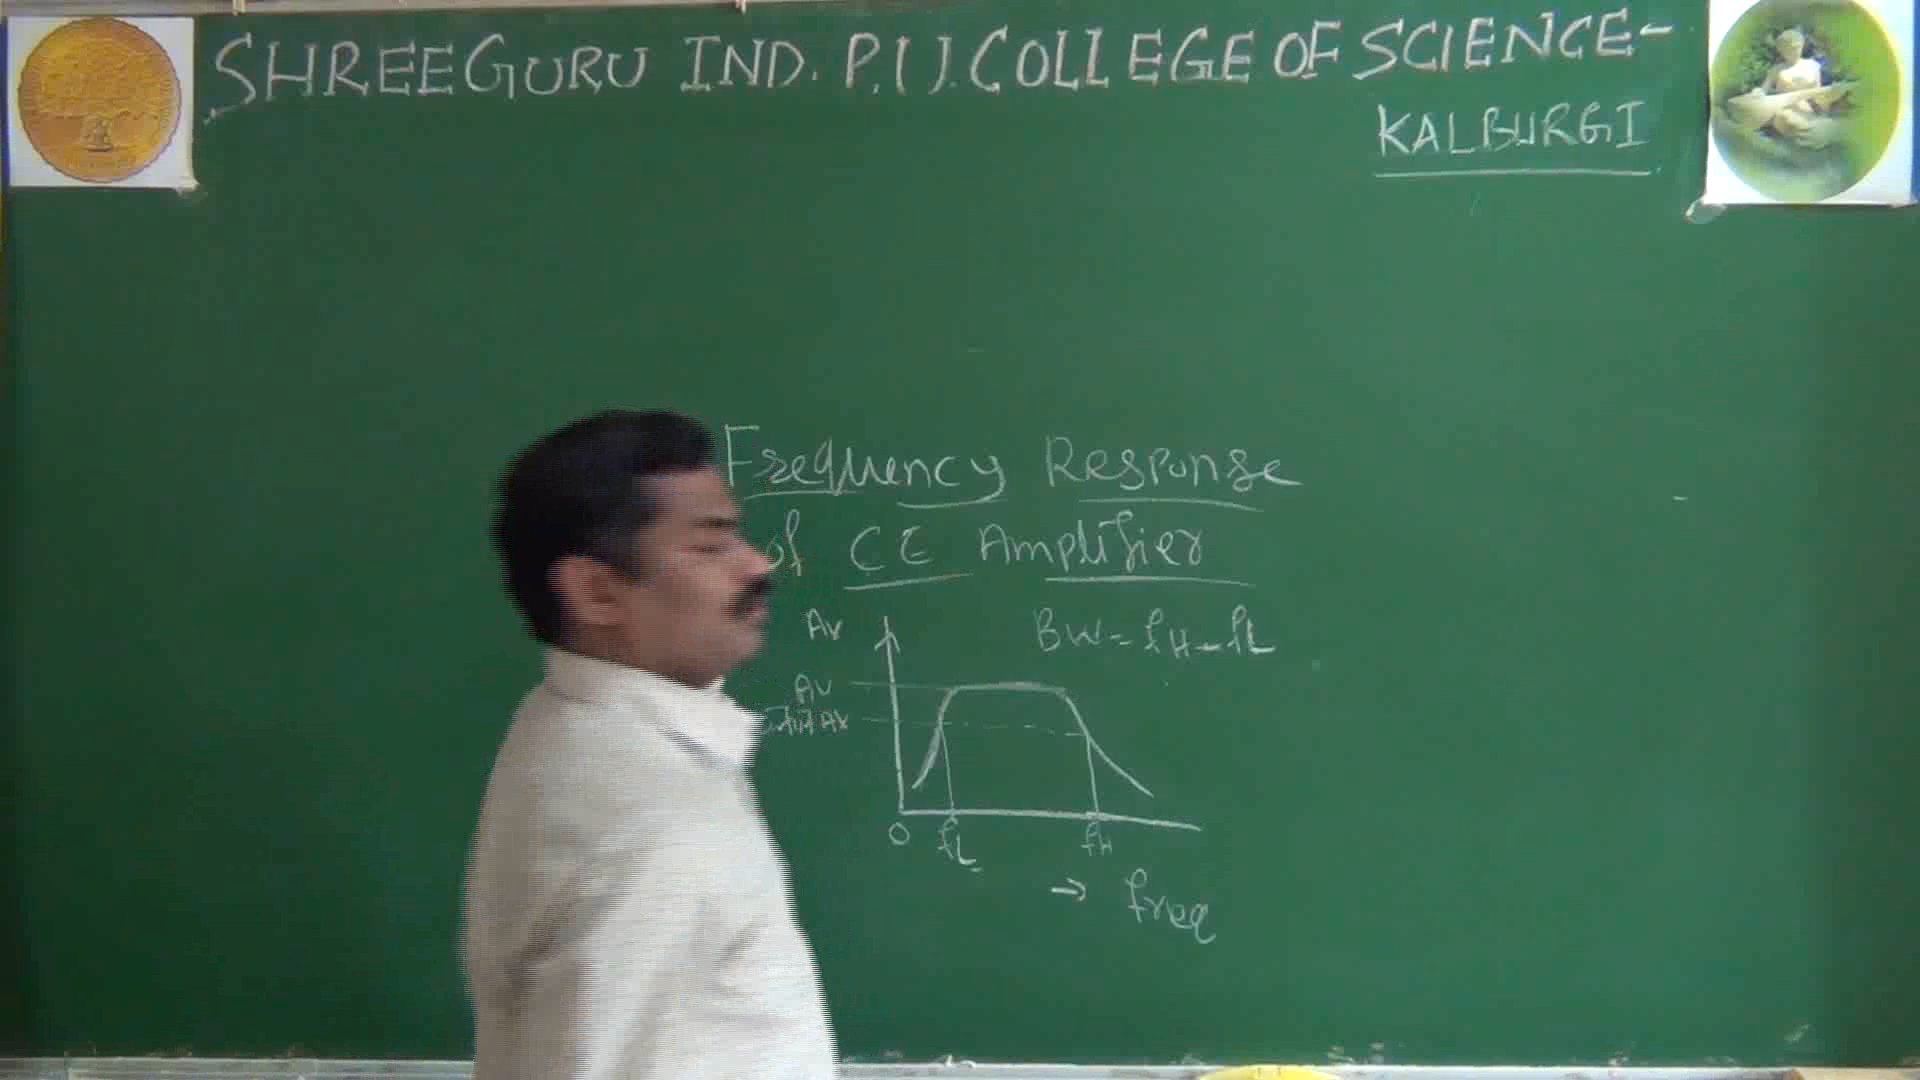 SHREEGURU IND. P.U. COLLEGE OF SCIENCE-
KALBURGI
Frequency Response
of CE Amplifier
Av
BW = fH - fL
Av
Av
0 fL fH
→ freq